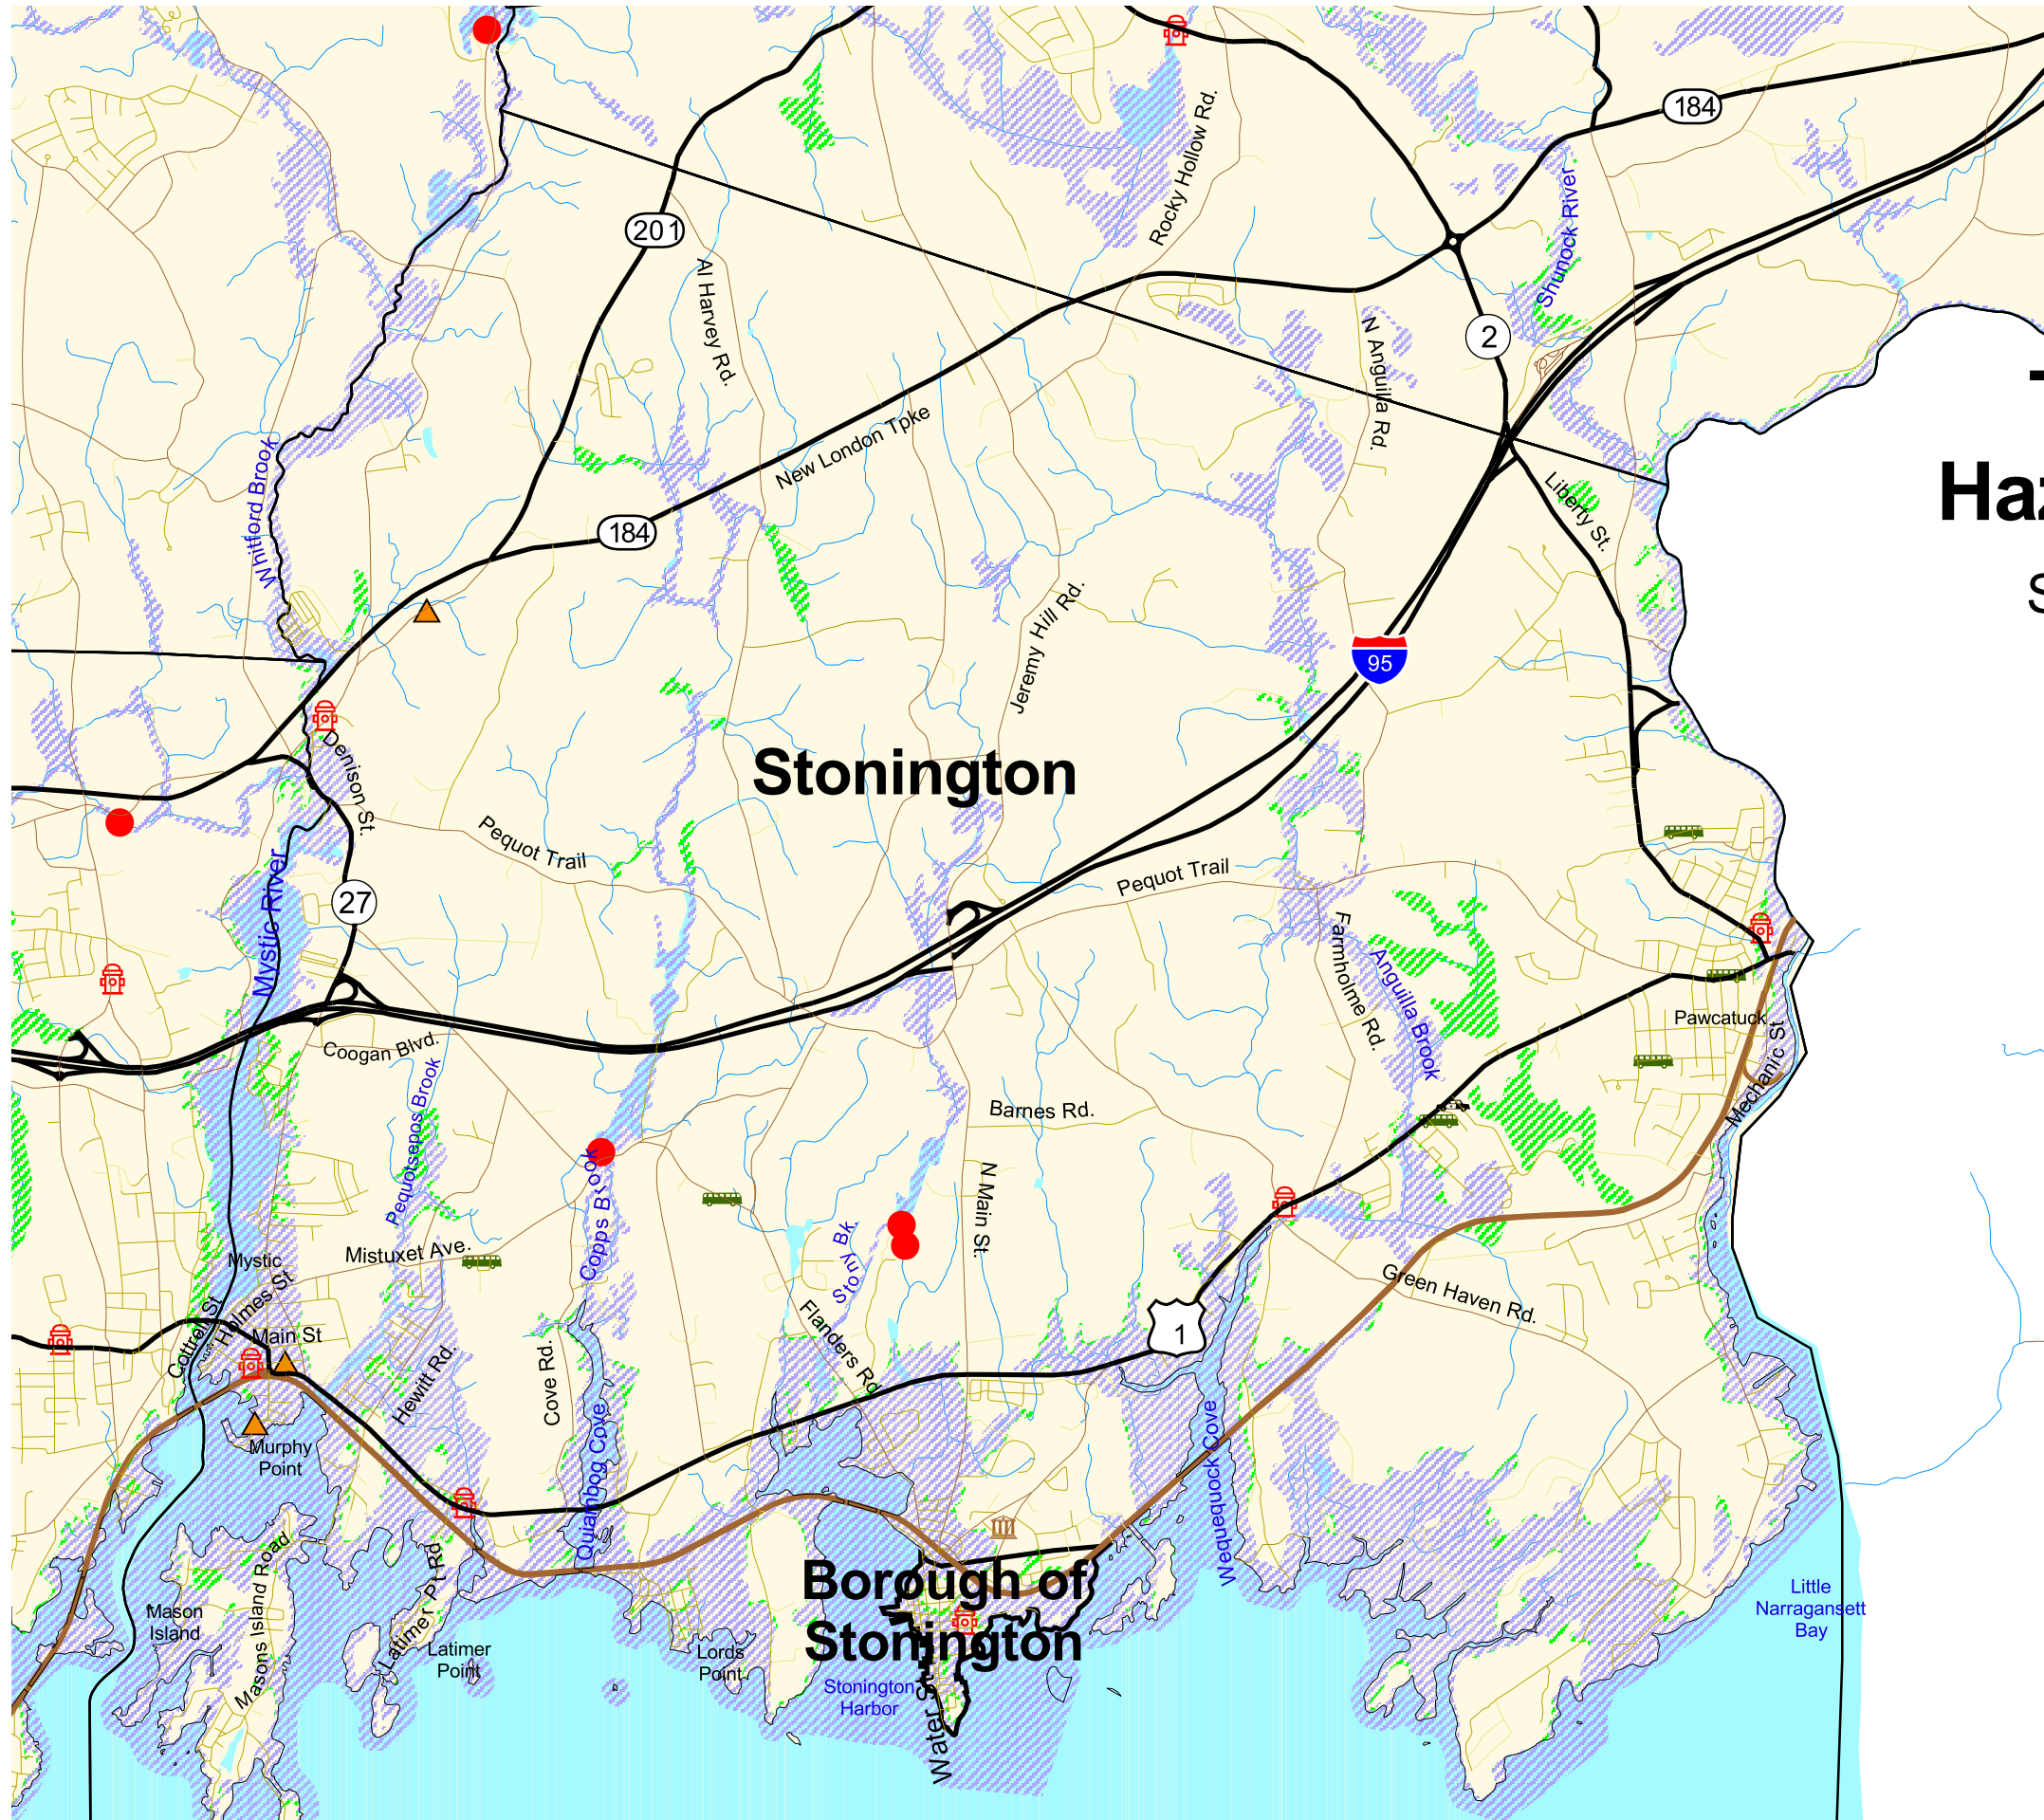 184
Rocky Hollow Rd.
Shunock River
201
Al Harvey Rd.
N Anguilla Rd.
2
New London Tpke
Whitford Brook
Haz
Liberty St.
184
S
Jeremy Hill Rd.
95
Denison St.
Stonington
Pequot Trail
Pequot Trail
Mystic River
27
Farmholme Rd.
Anguilla Brook
Pawcatuck
Coogan Blvd.
Mechanic St
Pequotsepos Brook
Barnes Rd.
Copps Brook
N Main St.
Stony Bk.
Mistuxet Ave.
Mystic
Holmes St
Cottrell St
Main St
Green Haven Rd.
Flanders Rd
1
Hewitt Rd.
Cove Rd.
Quiambog Cove
Wequequock Cove
Murphy
Point
Masons Island Road
Latimer Pt Rd
Borough of
Stonington
Little
Narragansett
Bay
Mason
Island
Latimer
Point
Lords
Point
Stonington
Harbor
Water St